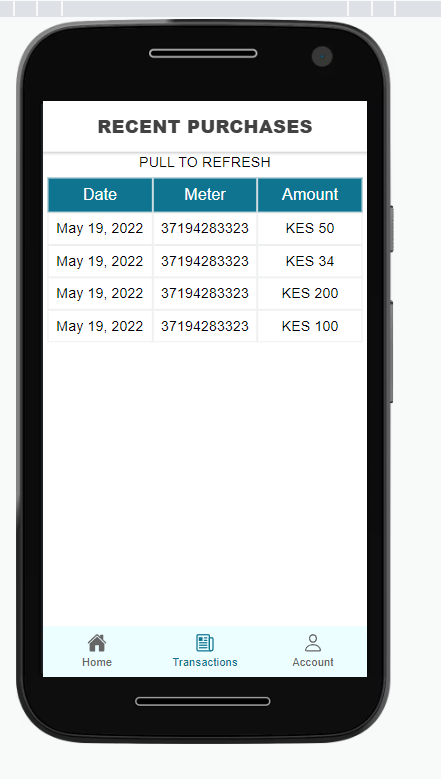 RECENT PURCHASES
PULL TO REFRESH
Date Meter Amount
May 19, 2022 37194283323 KES 50
May 19, 2022 37194283323 KES 34
May 19, 2022 37194283323 KES 200
May 19, 2022 37194283323 KES 100
Home Transactions Account